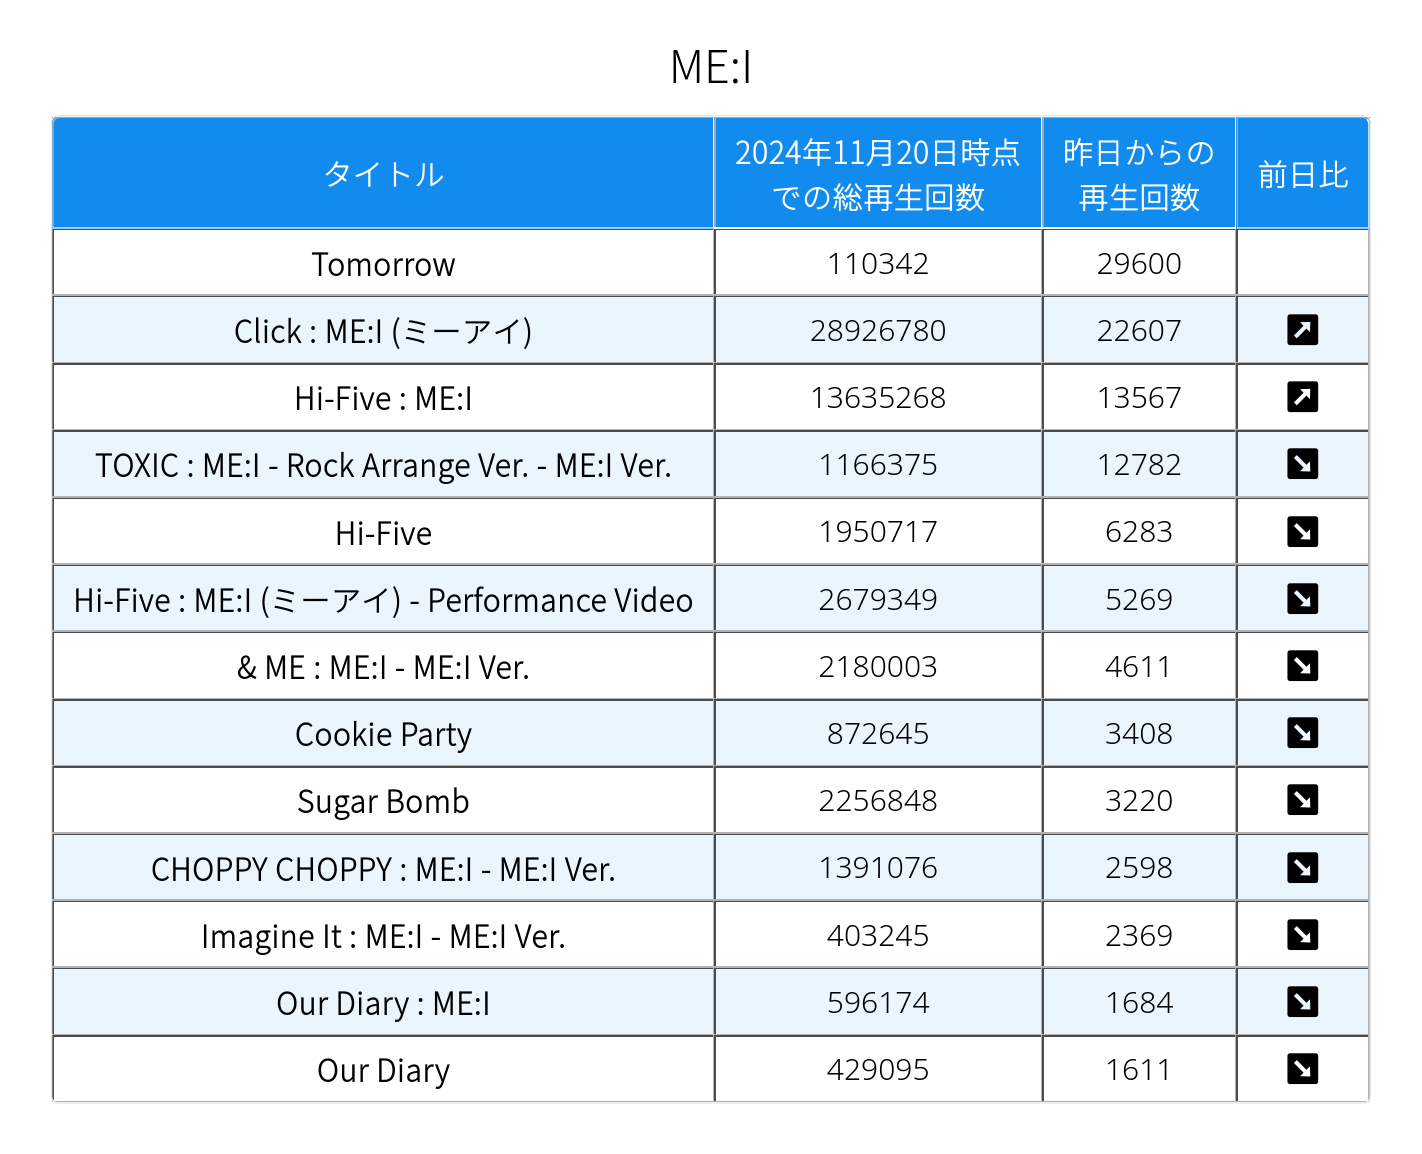 ME:I
タイトル 2024年11月20日時点での総再生回数 昨日からの再生回数 前日比
Tomorrow 110342 29600
Click : ME:I (ミーアイ) 28926780 22607 ↗
Hi-Five : ME:I 13635268 13567 ↗
TOXIC : ME:I - Rock Arrange Ver. - ME:I Ver. 1166375 12782 ↘
Hi-Five 1950717 6283 ↘
Hi-Five : ME:I (ミーアイ) - Performance Video 2679349 5269 ↘
& ME : ME:I - ME:I Ver. 2180003 4611 ↘
Cookie Party 872645 3408 ↘
Sugar Bomb 2256848 3220 ↘
CHOPPY CHOPPY : ME:I - ME:I Ver. 1391076 2598 ↘
Imagine It : ME:I - ME:I Ver. 403245 2369 ↘
Our Diary : ME:I 596174 1684 ↘
Our Diary 429095 1611 ↘